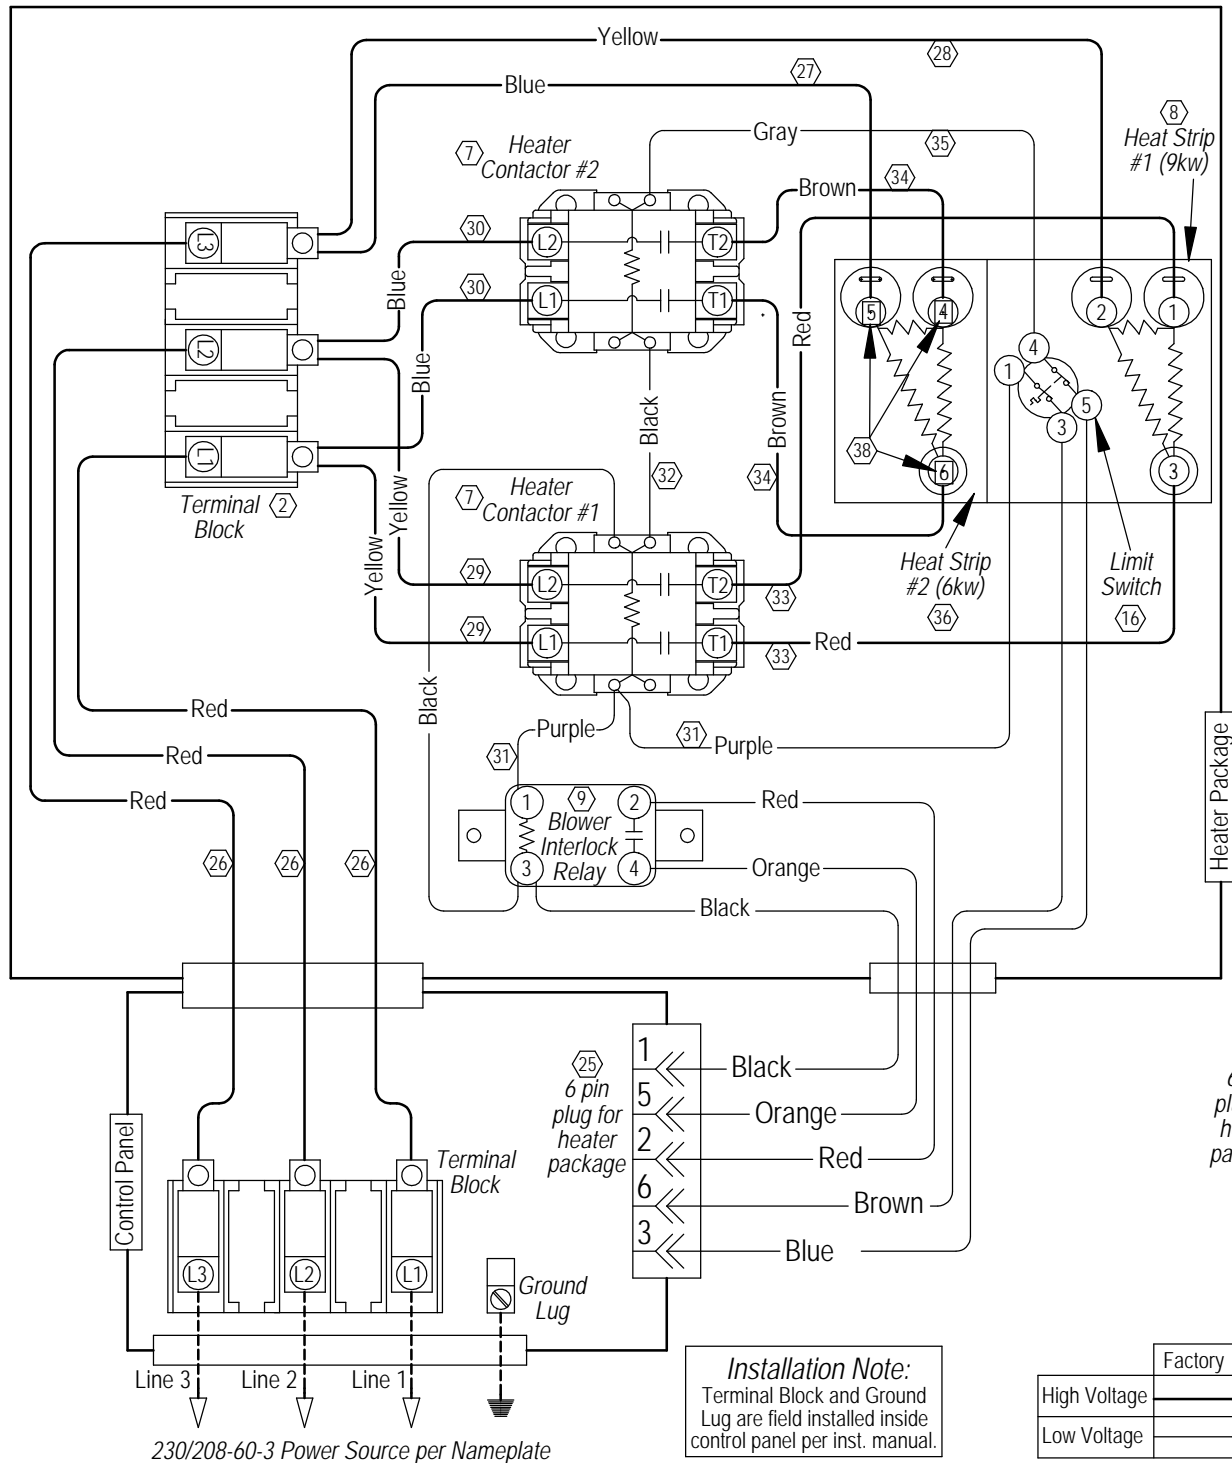 Yellow
28
27
Blue
8
Heat Strip
#1 (9kw)
Gray
35
7
Heater
Contactor #2
Brown
34
30
L3
L2
T2
Blue
30
L1
T1
Red
5
4
2
1
L2
Blue
4
1
5
3
Black
Brown
38
L1
6
3
32
34
Terminal
Block
2
7
Heater
Contactor #1
Yellow
Yellow
Heat Strip
#2 (6kw)
36
Limit
Switch
16
29
L2
T2
33
29
L1
T1
33
Red
Black
Red
Purple
31
31
Purple
Red
Red
Heater Package
1
9
2
Red
Blower
Interlock
Relay
3
4
Orange
26
26
26
Black
25
6 pin
plug for
heater
package
1
Black
5
Orange
2
Red
6
Brown
3
Blue
6
pl
h
pa
Control Panel
Terminal
Block
L3
L2
L1
Ground
Lug
Line 3
Line 2
Line 1
230/208-60-3 Power Source per Nameplate
Installation Note:
Terminal Block and Ground
Lug are field installed inside
control panel per inst. manual.
Factory
High Voltage
Low Voltage